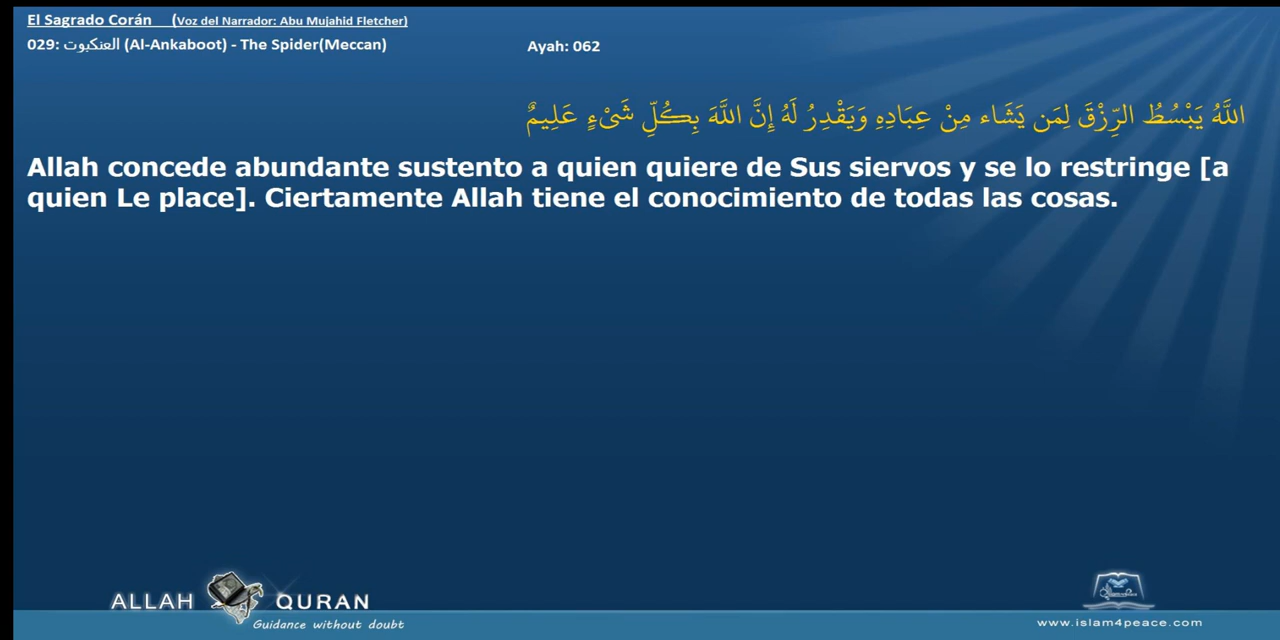 El Sagrado Corán (Voz del Narrador: Abu Mujahid Fletcher)
029: العنكبوت (Al-Ankaboot) - The Spider(Meccan) Ayah: 062
اللَّهُ يَبْسُطُ الرِّزْقَ لِمَن يَشَاء مِنْ عِبَادِهِ وَيَقْدِرُ لَهُ إِنَّ اللَّهَ بِكُلِّ شَيْءٍ عَلِيمٌ
Allah concede abundante sustento a quien quiere de Sus siervos y se lo restringe [a
quien Le place]. Ciertamente Allah tiene el conocimiento de todas las cosas.
ALLAH QURAN
Guidance without doubt
www.islam4peace.com